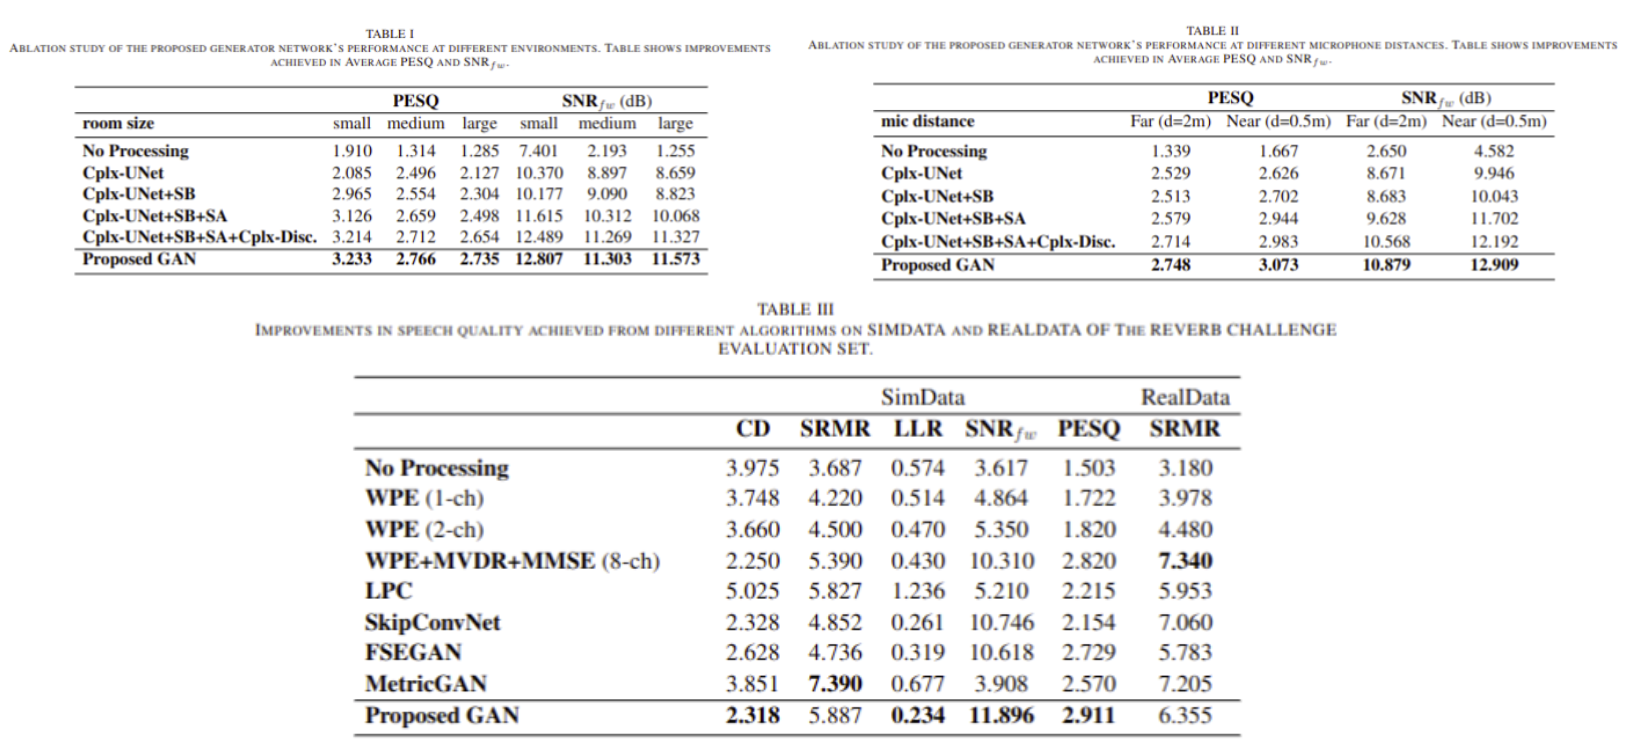 TABLE I
ABLATION STUDY OF THE PROPOSED GENERATOR NETWORK'S PERFORMANCE AT DIFFERENT ENVIRONMENTS. TABLE SHOWS IMPROVEMENTS
ACHIEVED IN AVERAGE PESQ AND SNRfw.
PESQ SNRfw (dB)
room size small medium large small medium large
No Processing 1.910 1.314 1.285 7.401 2.193 1.255
Cplx-UNet 2.085 2.496 2.127 10.370 8.897 8.659
Cplx-UNet+SB 2.965 2.554 2.304 10.177 9.090 8.823
Cplx-UNet+SB+SA 3.126 2.659 2.498 11.615 10.312 10.068
Cplx-UNet+SB+SA+Cplx-Disc. 3.214 2.712 2.654 12.489 11.269 11.327
Proposed GAN 3.233 2.766 2.735 12.807 11.303 11.573
TABLE II
ABLATION STUDY OF THE PROPOSED GENERATOR NETWORK'S PERFORMANCE AT DIFFERENT MICROPHONE DISTANCES. TABLE SHOWS IMPROVEMENTS
ACHIEVED IN AVERAGE PESQ AND SNRfw.
PESQ SNRfw (dB)
mic distance Far (d=2m) Near (d=0.5m) Far (d=2m) Near (d=0.5m)
No Processing 1.339 1.667 2.650 4.582
Cplx-UNet 2.529 2.626 8.671 9.946
Cplx-UNet+SB 2.513 2.702 8.683 10.043
Cplx-UNet+SB+SA 2.579 2.944 9.628 11.702
Cplx-UNet+SB+SA+Cplx-Disc. 2.714 2.983 10.568 12.192
Proposed GAN 2.748 3.073 10.879 12.909
TABLE III
IMPROVEMENTS IN SPEECH QUALITY ACHIEVED FROM DIFFERENT ALGORITHMS ON SIMDATA AND REALDATA OF THE REVERB CHALLENGE
EVALUATION SET.
SimData RealData
CD SRMR LLR SNRfw PESQ SRMR
No Processing 3.975 3.687 0.574 3.617 1.503 3.180
WPE (1-ch) 3.748 4.220 0.514 4.864 1.722 3.978
WPE (2-ch) 3.660 4.500 0.470 5.350 1.820 4.480
WPE+MVDR+MMSE (8-ch) 2.250 5.390 0.430 10.310 2.820 7.340
LPC 5.025 5.827 1.236 5.210 2.215 5.953
SkipConvNet 2.328 4.852 0.261 10.746 2.154 7.060
FSEGAN 2.628 4.736 0.319 10.618 2.729 5.783
MetricGAN 3.851 7.390 0.677 3.908 2.570 7.205
Proposed GAN 2.318 5.887 0.234 11.896 2.911 6.355